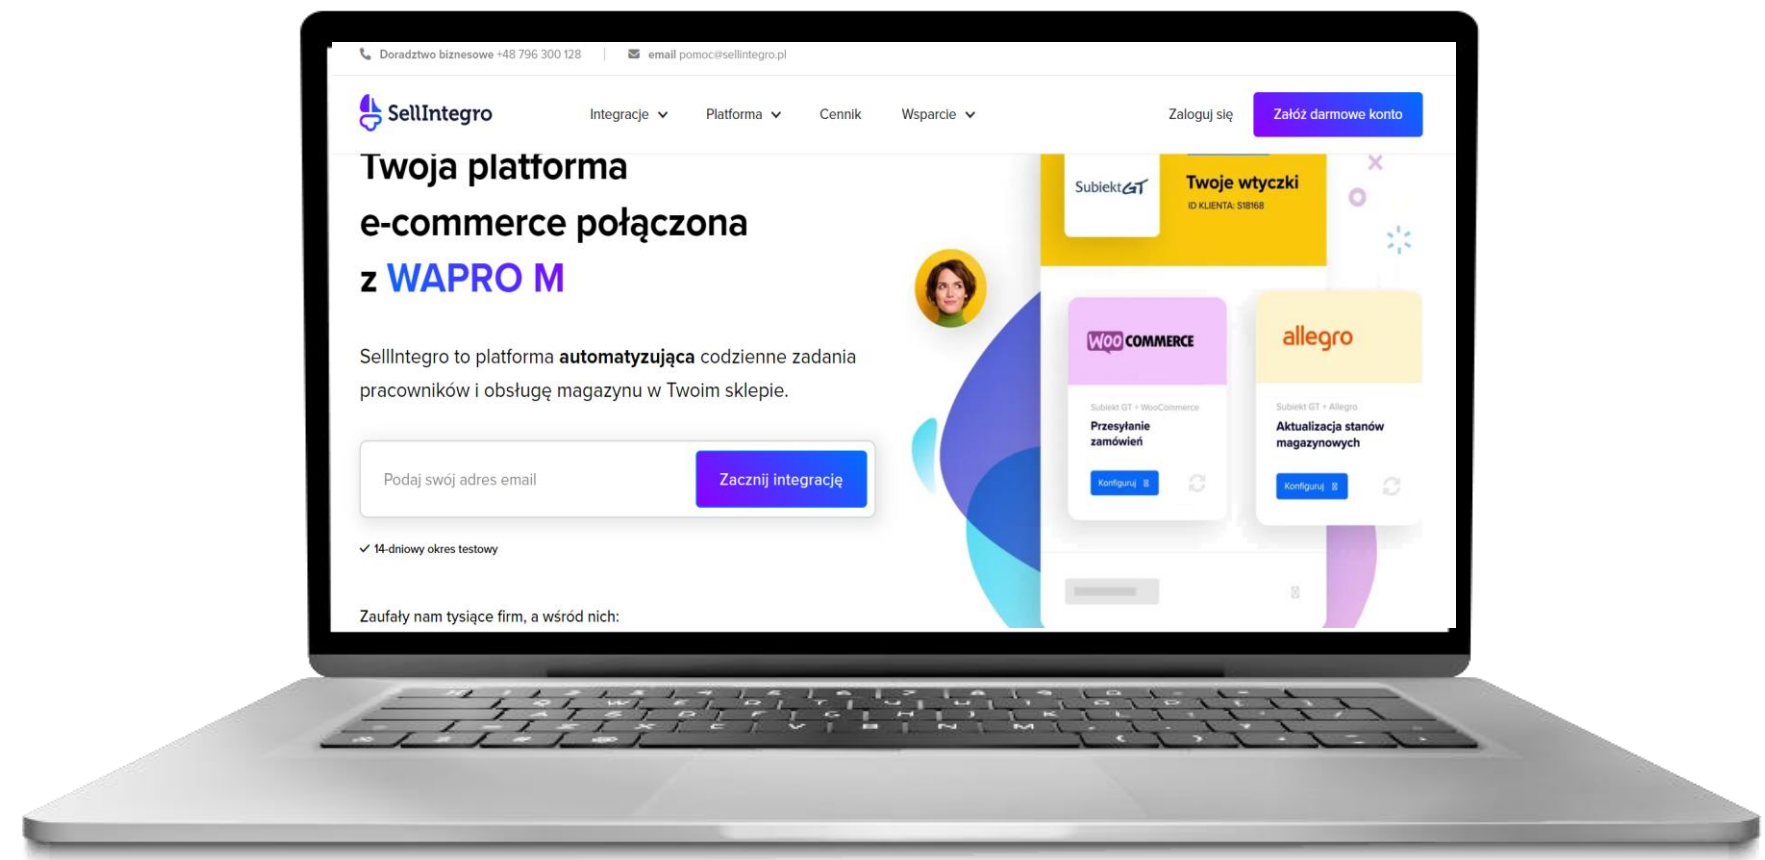 Doradztwo biznesowe +48 796 300 128
email pomoc@sellintegro.pl
SellIntegro
Integracje
Platforma
Cennik
Wsparcie
Zaloguj się
Załóż darmowe konto
Twoja platforma
e-commerce połączona
z WAPRO M
SellIntegro to platforma automatyzująca codzienne zadania
pracowników i obsługę magazynu w Twoim sklepie.
Podaj swój adres email
Zacznij integrację
14-dniowy okres testowy
Zaufały nam tysiące firm, a wśród nich:
Subiekt GT
Twoje wtyczki
ID KLIENTA: S18168
WOO COMMERCE
Subiekt GT + WooCommerce
Przesyłanie
zamówień
Konfiguruj
allegro
Subiekt GT + Allegro
Aktualizacja stanów
magazynowych
Konfiguruj